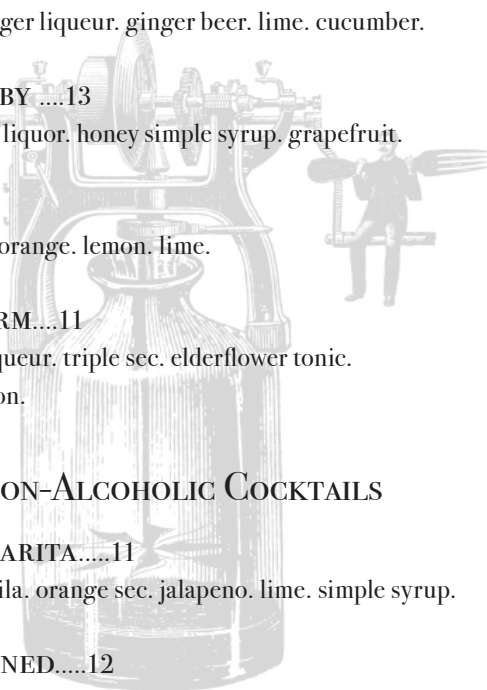 ger liqueur. ginger beer. lime. cucumber.
BY ....13
liquor. honey simple syrup. grapefruit.
orange. lemon. lime.
RM....11
queur. triple sec. elderflower tonic.
on.
on-Alcoholic Cocktails
ARITA.....11
ila. orange sec. jalapeno. lime. simple syrup.
NED.....12